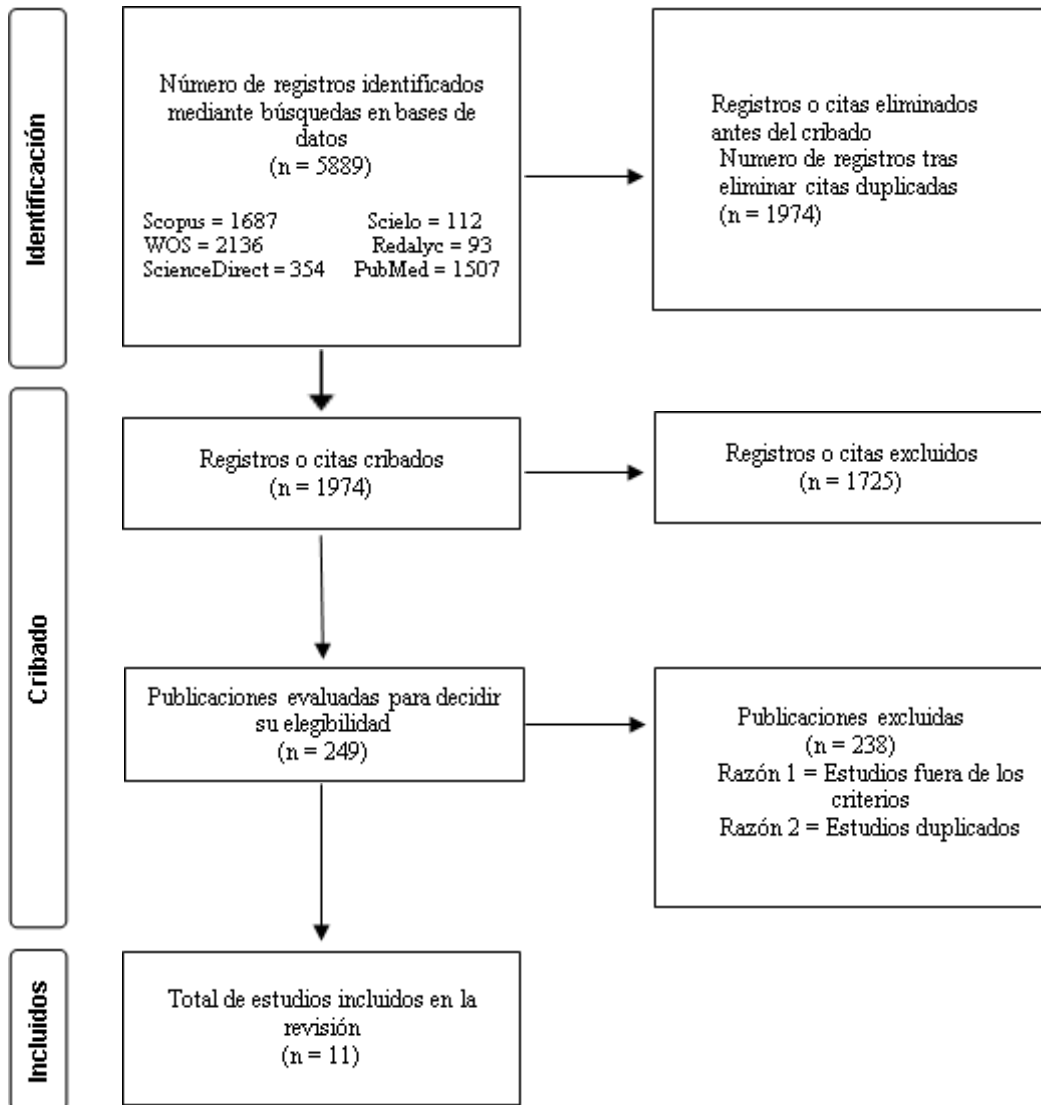 Identificación
Número de registros identificados
mediante búsquedas en bases de
datos
(n = 5889)
Scopus = 1687 Scielo = 112
WOS = 2136 Redalyc = 93
ScienceDirect = 354 PubMed = 1507
Registros o citas eliminados
antes del cribado
Numero de registros tras
eliminar citas duplicadas
(n = 1974)
Cribado
Registros o citas cribados
(n = 1974)
Registros o citas excluidos
(n = 1725)
Publicaciones evaluadas para decidir
su elegibilidad
(n = 249)
Publicaciones excluidas
(n = 238)
Razón 1 = Estudios fuera de los
criterios
Razón 2 = Estudios duplicados
Incluidos
Total de estudios incluidos en la
revisión
(n = 11)